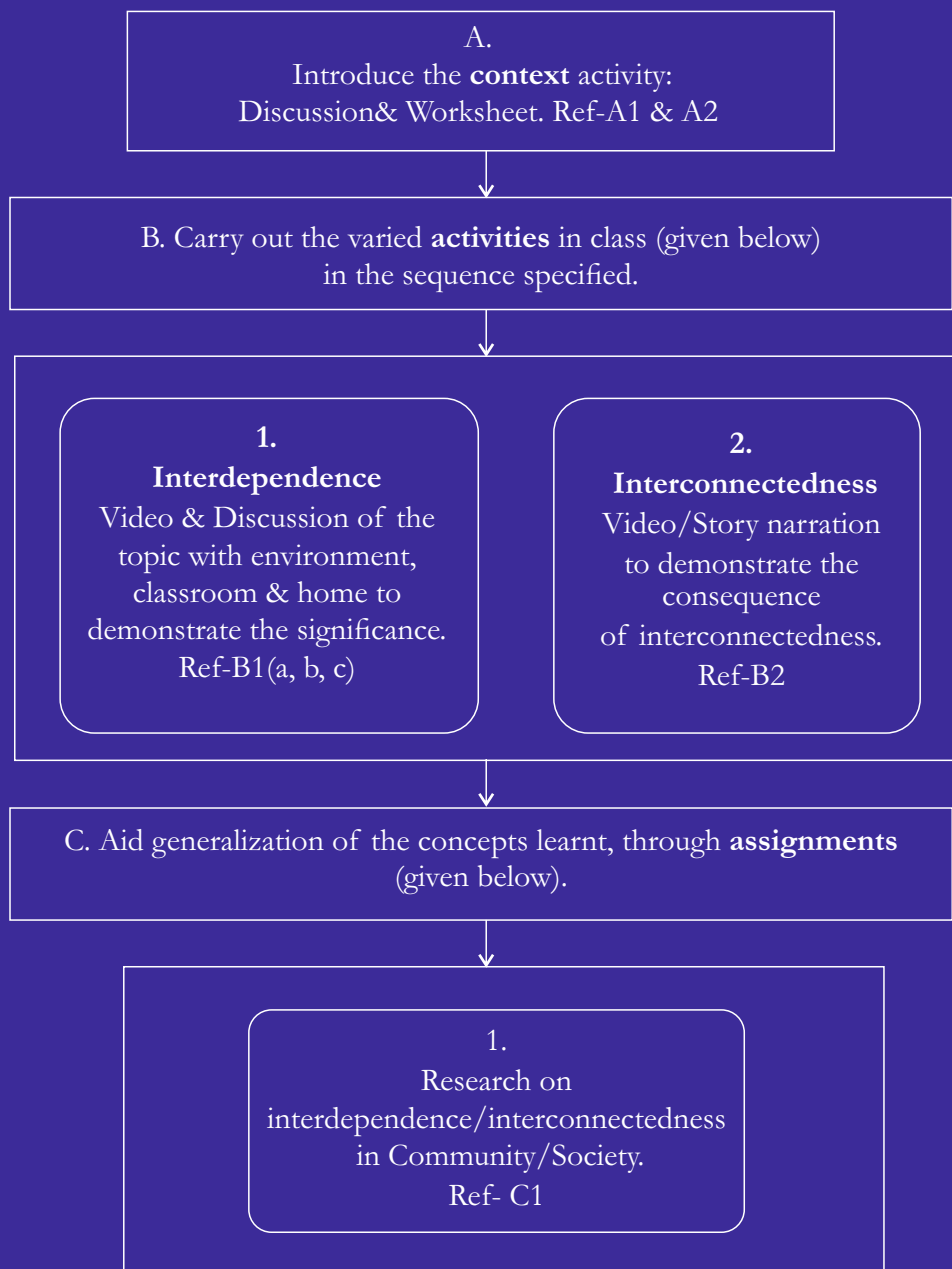 A.
Introduce the context activity:
Discussion& Worksheet. Ref-A1 & A2
B. Carry out the varied activities in class (given below)
in the sequence specified.
1.
Interdependence
Video & Discussion of the
topic with environment,
classroom & home to
demonstrate the significance.
Ref-B1(a, b, c)
2.
Interconnectedness
Video/Story narration
to demonstrate the
consequence
of interconnectedness.
Ref-B2
C. Aid generalization of the concepts learnt, through assignments
(given below).
1.
Research on
interdependence/interconnectedness
in Community/Society.
Ref- C1